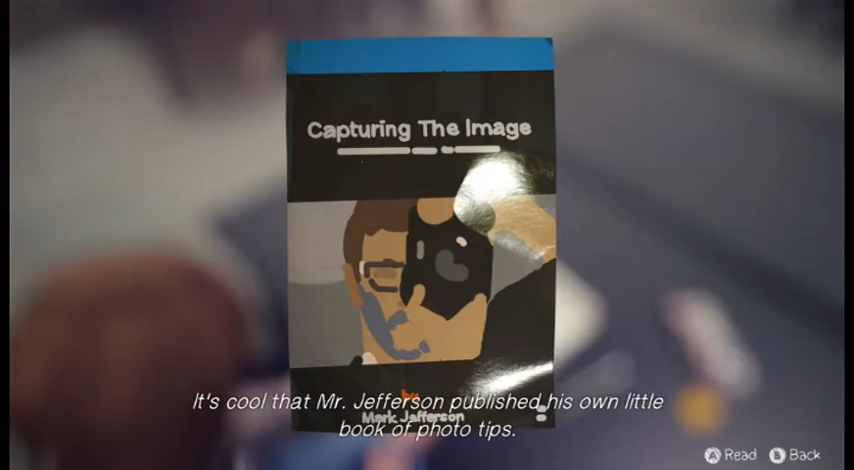 Capturing The Image
by
Mark Jefferson
It's cool that Mr. Jefferson published his own little
book of photo tips.
A Read B Back